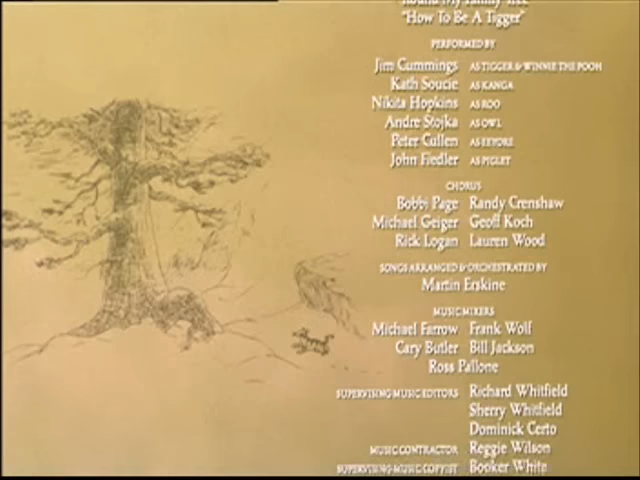 "Round My Family Tree"
"How To Be A Tigger"
PERFORMED BY
Jim Cummings AS TIGGER & WINNIE THE POOH
Kath Soucie AS KANGA
Nikita Hopkins AS ROO
Andre Stojka AS OWL
Peter Cullen AS EEYORE
John Fiedler AS PIGLET
CHORUS
Bobbi Page Randy Crenshaw
Michael Geiger Geoff Koch
Rick Logan Lauren Wood
SONGS ARRANGED & ORCHESTRATED BY
Martin Erskine
MUSIC MIXERS
Michael Farrow Frank Wolf
Cary Butler Bill Jackson
Ross Pallone
SUPERVISING MUSIC EDITORS Richard Whitfield
Sherry Whitfield
Dominick Certo
MUSIC CONTRACTOR Reggie Wilson
SUPERVISING MUSIC COPYIST Booker White